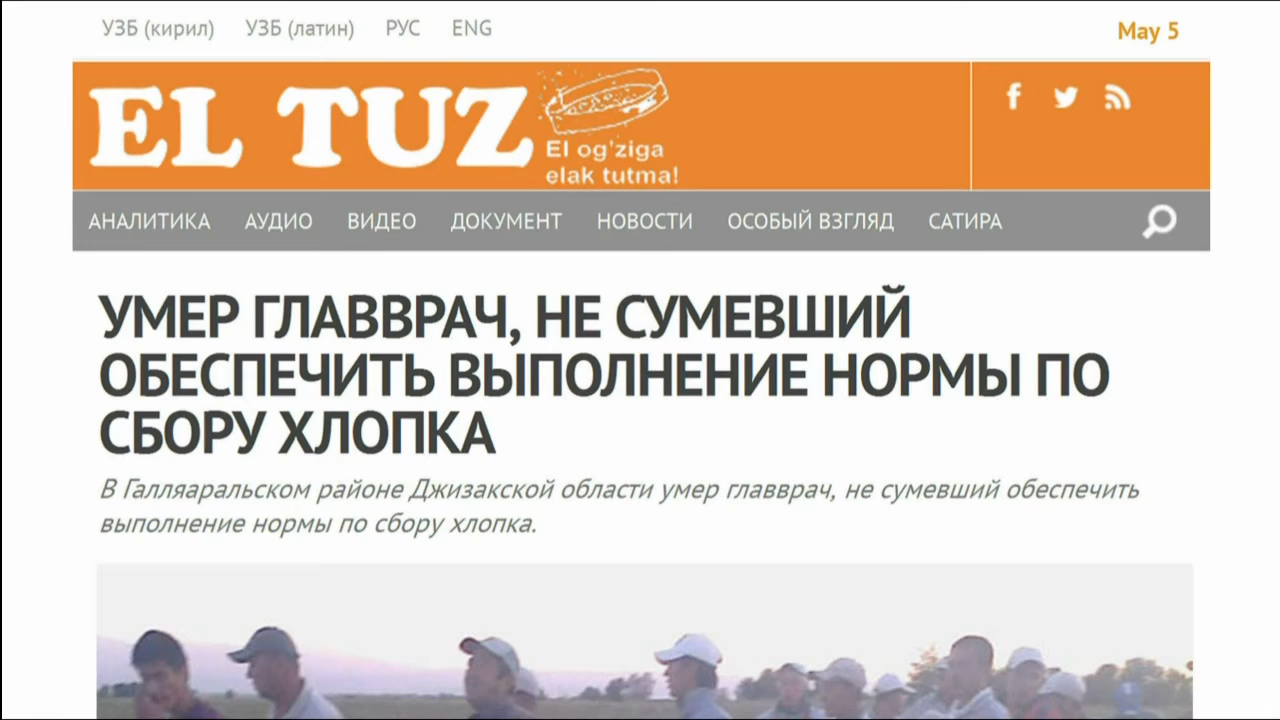 УЗБ (кирил) УЗБ (латин) РУС ENG May 5
EL TUZ
El og'ziga
elak tutma!
АНАЛИТИКА АУДИО ВИДЕО ДОКУМЕНТ НОВОСТИ ОСОБЫЙ ВЗГЛЯД САТИРА
УМЕР ГЛАВВРАЧ, НЕ СУМЕВШИЙ
ОБЕСПЕЧИТЬ ВЫПОЛНЕНИЕ НОРМЫ ПО
СБОРУ ХЛОПКА
В Галляаральском районе Джизакской области умер главврач, не сумевший обеспечить
выполнение нормы по сбору хлопка.